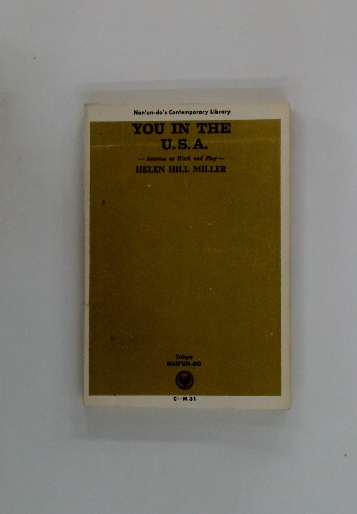 Nan'un-do's Contemporary Library
YOU IN THE
U.S.A.
— America at Work and Play —
HELEN HILL MILLER
Tokyo
NAN'UN-DO
C—M 31